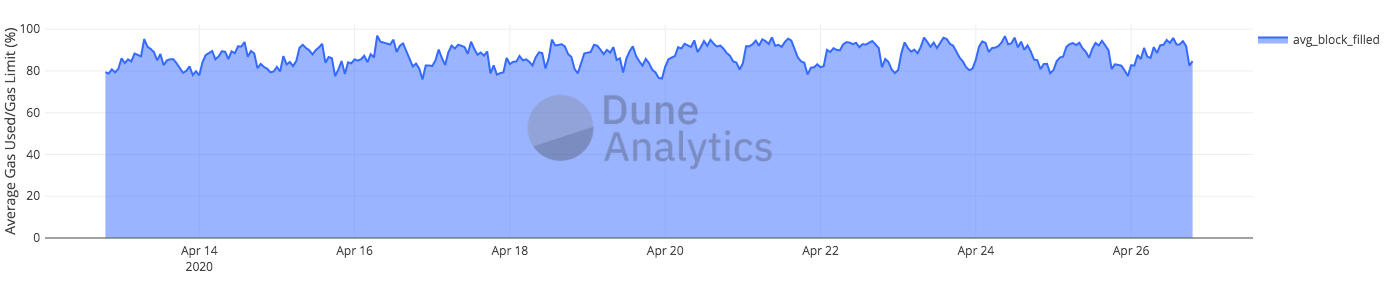 Average Gas Used/Gas Limit (%)
100
80
60
40
20
0
Dune
Analytics
avg_block_filled
Apr 14
Apr 16
Apr 18
Apr 20
Apr 22
Apr 24
Apr 26
2020